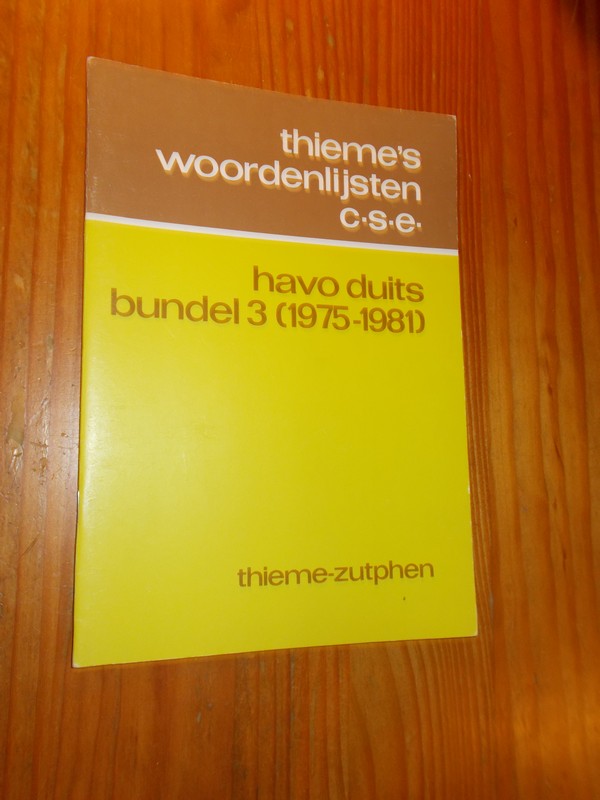 thieme's
woordenlijsten
c.s.e.
havo duits
bundel 3 (1975-1981)
thieme-zutphen